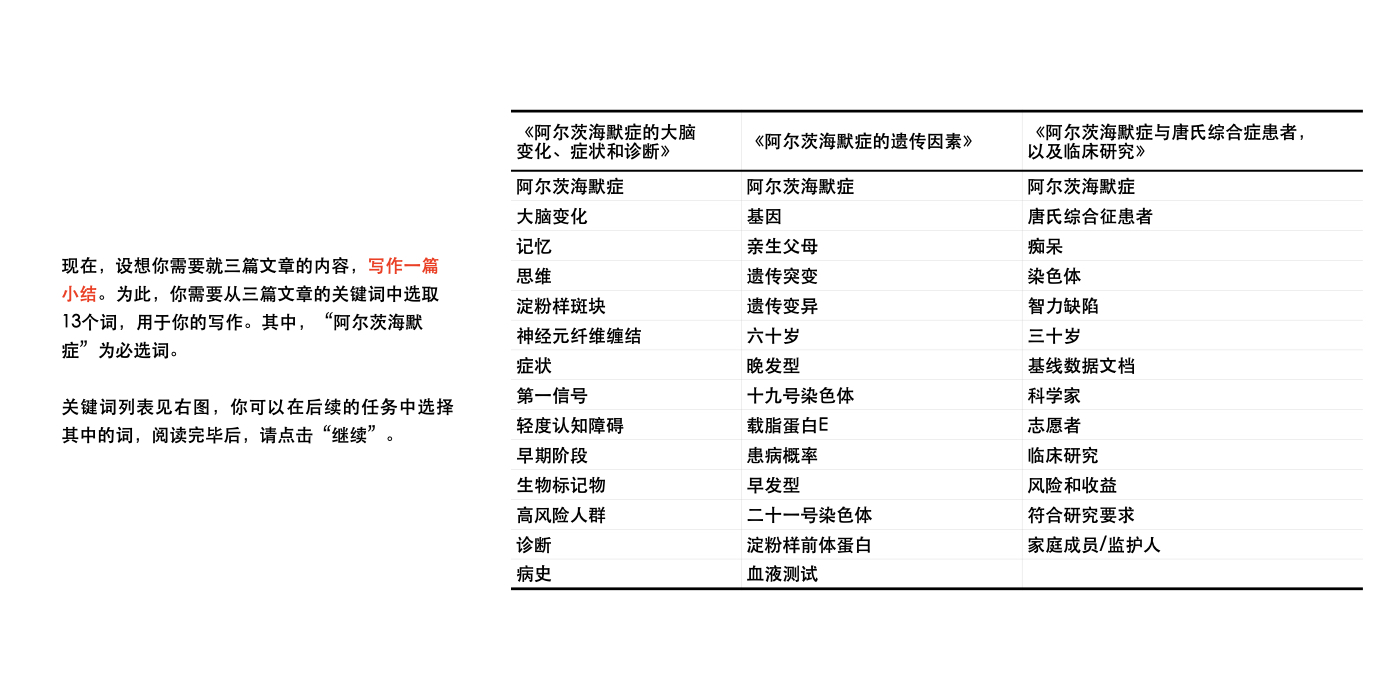 现在，设想你需要就三篇文章的内容，写作一篇
小结。为此，你需要从三篇文章的关键词中选取
13个词，用于你的写作。其中，“阿尔茨海默
症”为必选词。
关键词列表见右图，你可以在后续的任务中选择
其中的词，阅读完毕后，请点击“继续”。
《阿尔茨海默症的大脑
变化、症状和诊断》
《阿尔茨海默症的遗传因素》
《阿尔茨海默症与唐氏综合症患者，
以及临床研究》
阿尔茨海默症 阿尔茨海默症 阿尔茨海默症
大脑变化 基因 唐氏综合征患者
记忆 亲生父母 痴呆
思维 遗传突变 染色体
淀粉样斑块 遗传变异 智力缺陷
神经元纤维缠结 六十岁 三十岁
症状 晚发型 基线数据文档
第一信号 十九号染色体 科学家
轻度认知障碍 载脂蛋白E 志愿者
早期阶段 患病概率 临床研究
生物标记物 早发型 风险和收益
高风险人群 二十一号染色体 符合研究要求
诊断 淀粉样前体蛋白 家庭成员/监护人
病史 血液测试